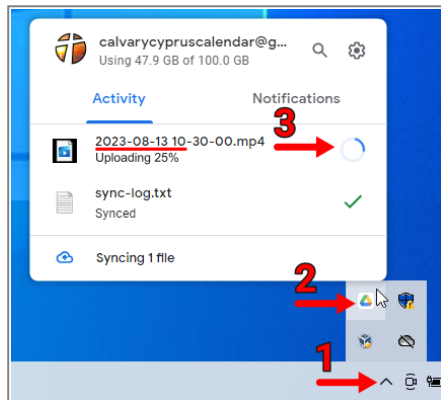 calvarycypruscalendar@g...
Using 47.9 GB of 100.0 GB
Activity Notifications
3
2023-08-13 10-30-00.mp4
Uploading 25%
sync-log.txt
Synced
Syncing 1 file
2
1